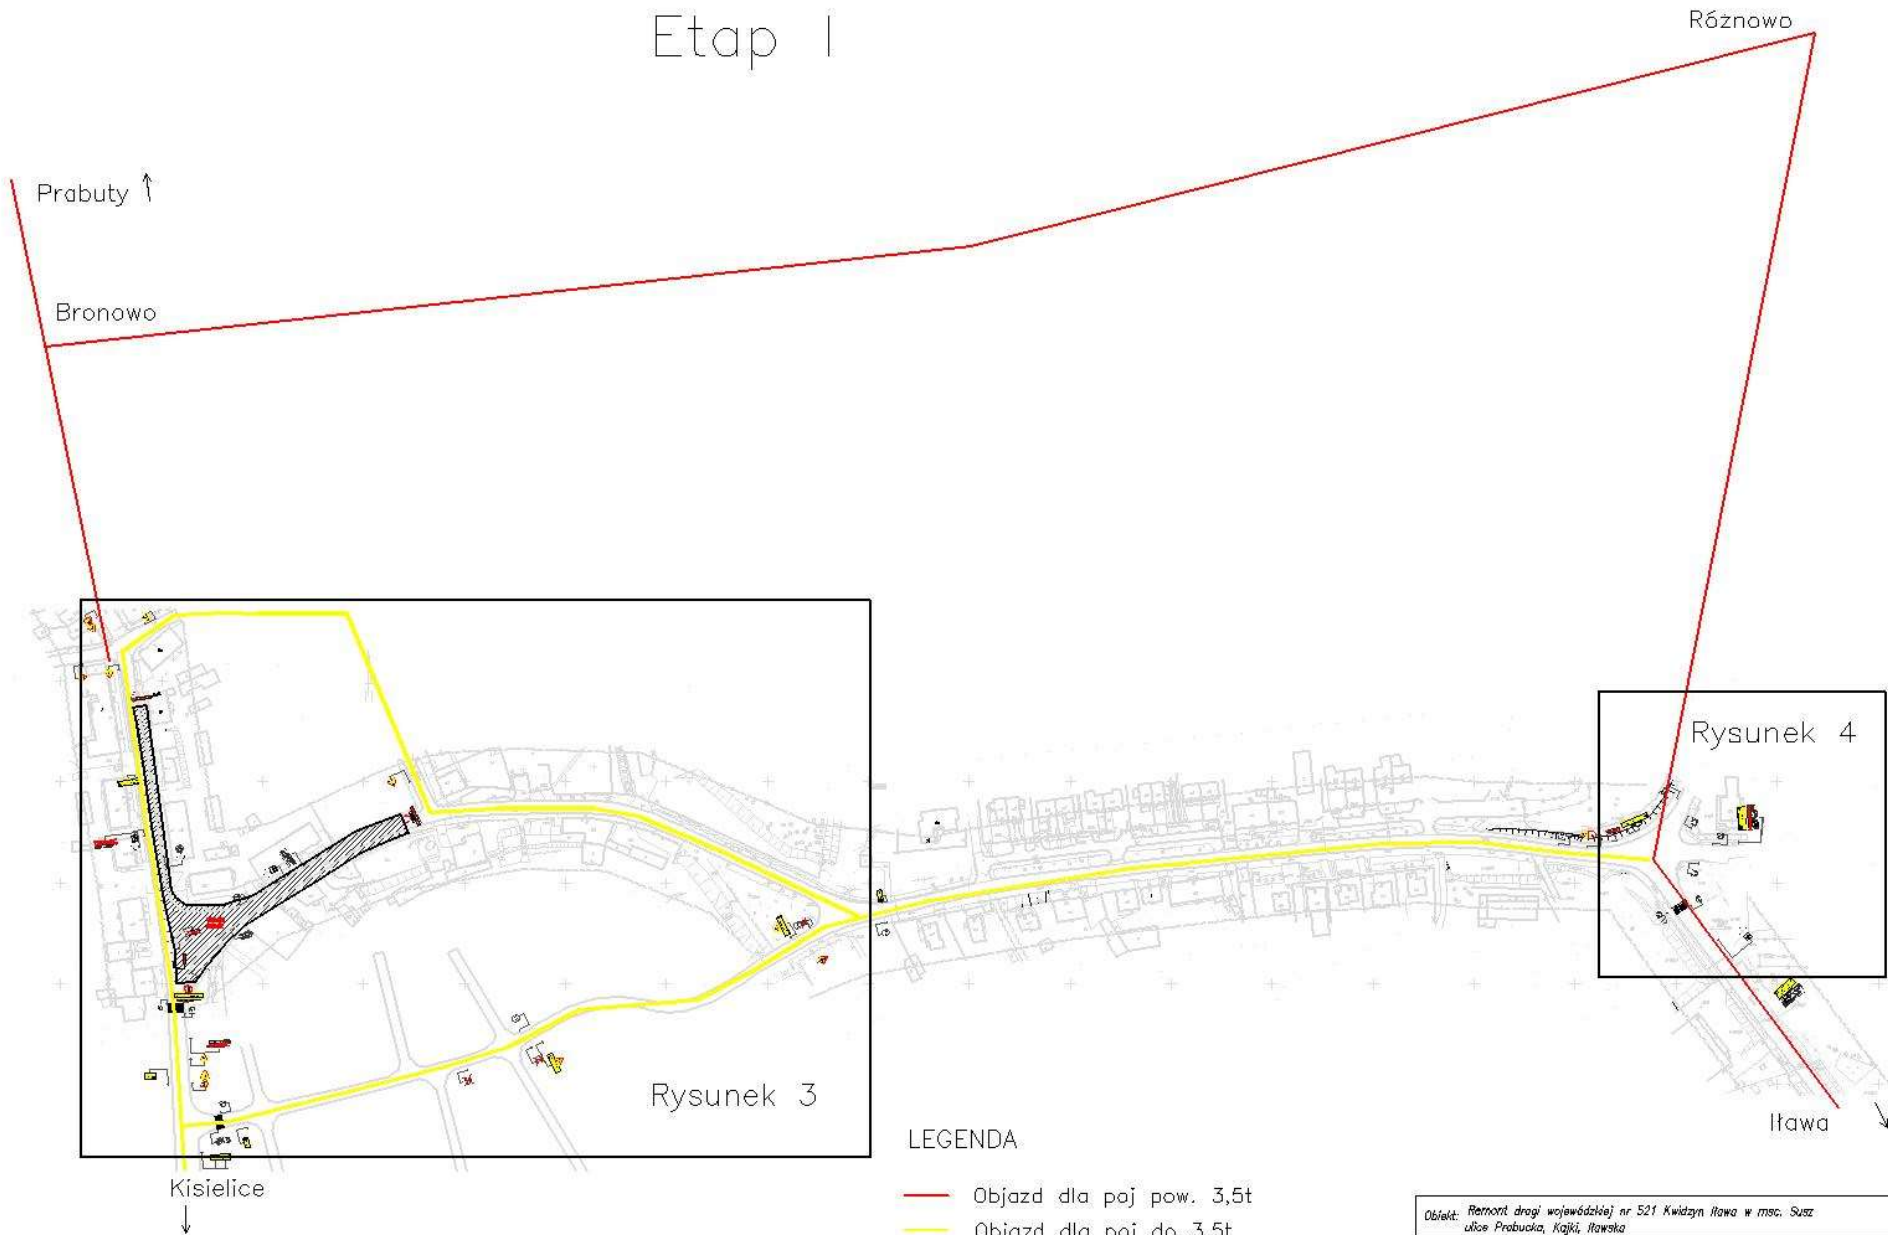 Etap I
Różnowo
Prabuty
Bronowo
Rysunek 4
Rysunek 3
Iława
LEGENDA
Kisielice
Objazd dla poj pow. 3,5t
Objazd dla poj do 3,5t
Obiekt: Remont drogi wojewódzkiej nr 521 Kwidzyn Iława w msc. Susz
ulice Prabucka, Kajki, Iławska